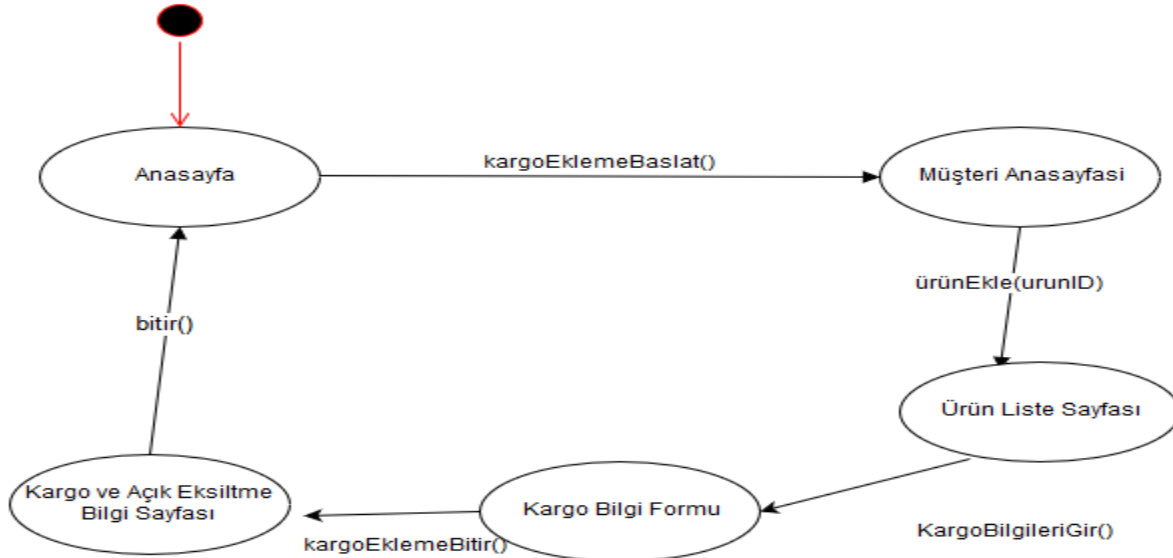 Anasayfa
kargoEklemeBaslat()
Müşteri Anasayfasi
ürünEkle(urunID)
bitir()
Ürün Liste Sayfası
Kargo ve Açık Eksiltme
Bilgi Sayfası
Kargo Bilgi Formu
KargoBilgileriGir()
kargoEklemeBitir()